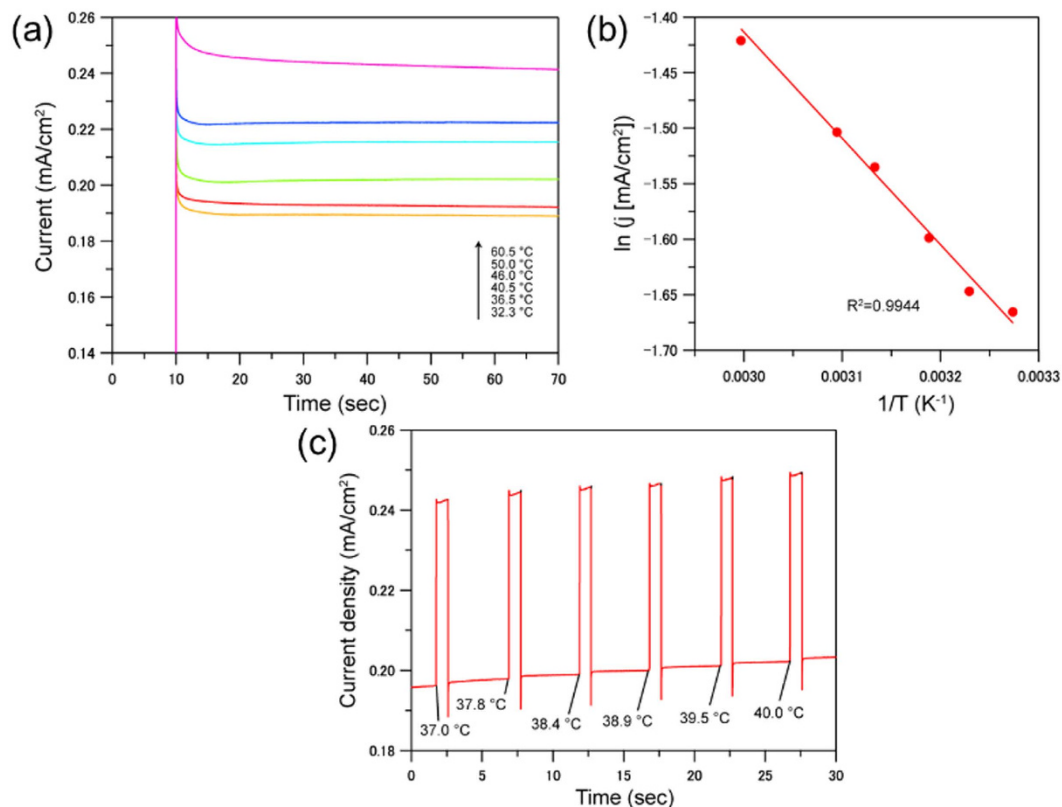 (a)
0.26
0.24
0.22
0.20
0.18
0.16
0.14
Current (mA/cm²)
60.5 °C
50.0 °C
46.0 °C
40.5 °C
36.5 °C
32.3 °C
0 10 20 30 40 50 60 70
Time (sec)
(b)
−1.40
−1.50
−1.55
−1.60
−1.65
−1.70
ln (j [mA/cm²])
R²=0.9944
0.0030 0.0031 0.0032 0.0033
1/T (K⁻¹)
(c)
0.26
0.24
0.22
0.20
0.18
Current density (mA/cm²)
37.0 °C
37.8 °C
38.4 °C
38.9 °C
39.5 °C
40.0 °C
0 5 10 15 20 25 30
Time (sec)